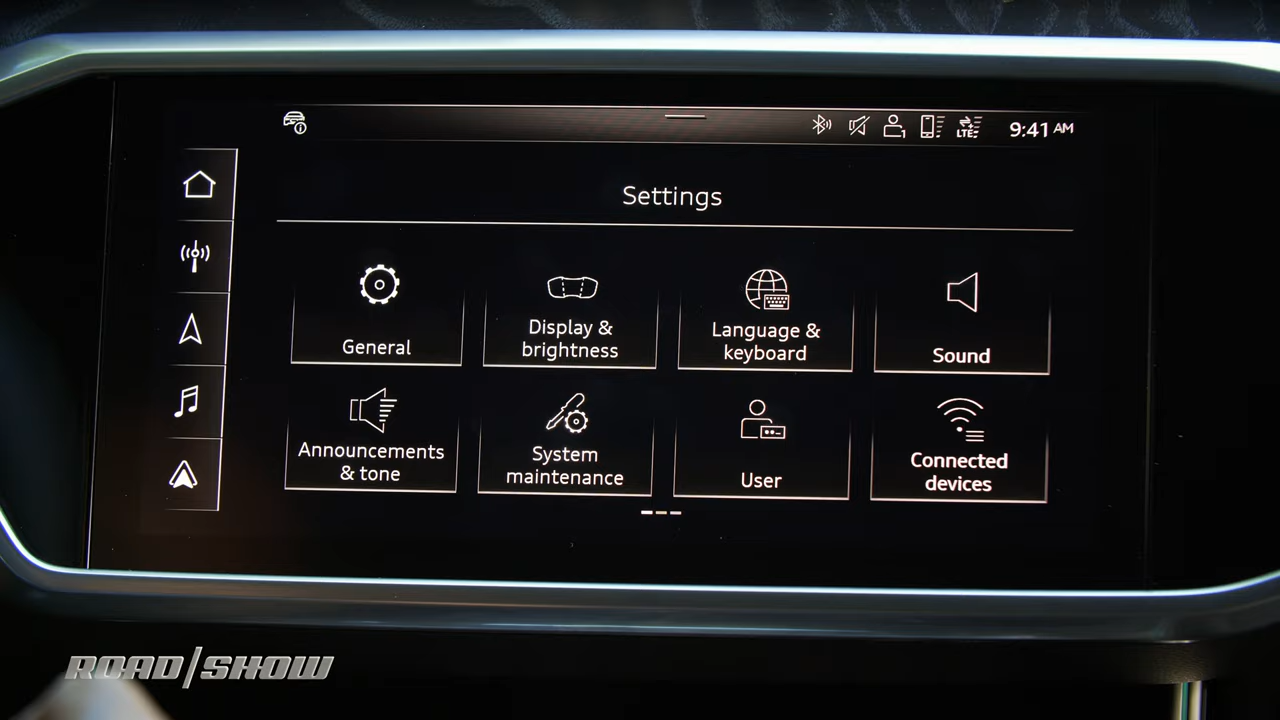 LTE
9:41 AM
Settings
General
Display &
brightness
Language &
keyboard
Sound
Announcements
& tone
System
maintenance
User
Connected
devices
ROAD/SHOW